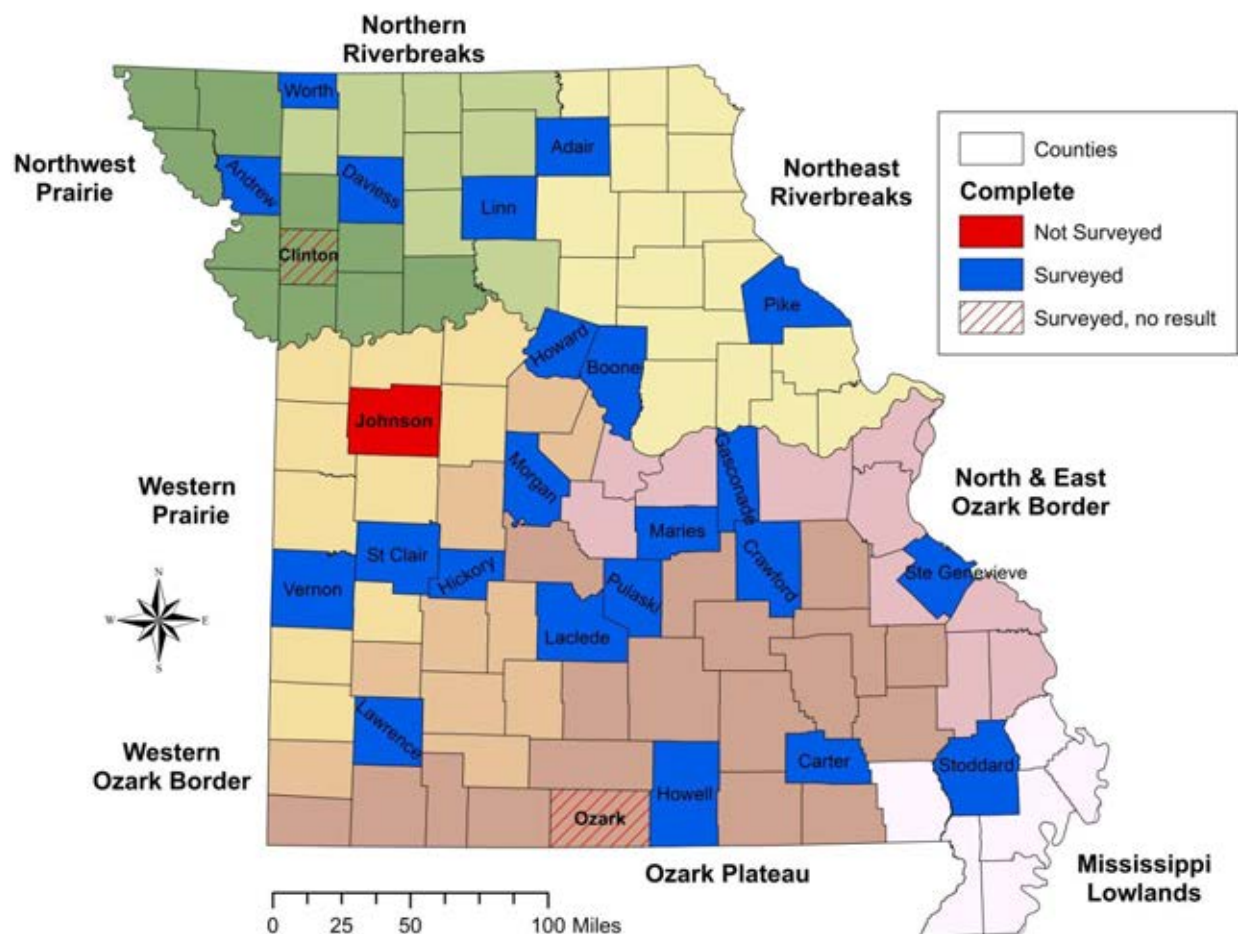 Northern
Riverbreaks
Worth
Counties
Adair
Complete
Northwest
Prairie
Andrew
Daviess
Northeast
Riverbreaks
Linn
Not Surveyed
Clinton
Surveyed
Pike
Surveyed, no result
Howard
Boone
Johnson
Western
Prairie
Morgan
Gasconade
North & East
Ozark Border
Maries
St Clair
Hickory
Crawford
Ste Genevieve
Vernon
Pulaski
N
W
E
S
Laclede
Lawrence
Western
Ozark Border
Carter
Stoddard
Howell
Ozark
Ozark Plateau
Mississippi
Lowlands
0 25 50 100 Miles